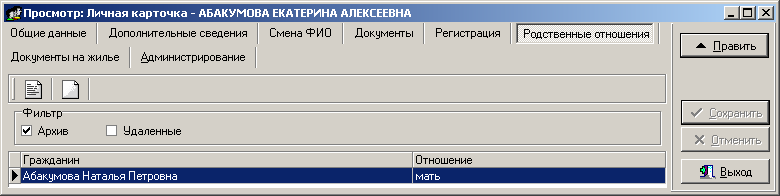 Просмотр: Личная карточка - АБАКУМОВА ЕКАТЕРИНА АЛЕКСЕЕВНА
Общие данные Дополнительные сведения Смена ФИО Документы Регистрация Родственные отношения
Документы на жилье Администрирование
Править
Фильтр
Архив Удаленные
Сохранить
Отменить
Выход
Гражданин Отношение
Абакумова Наталья Петровна мать